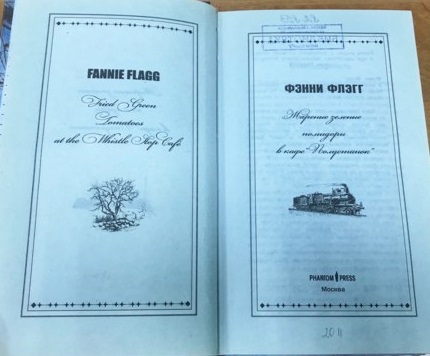 FANNIE FLAGG
Fried Green
Tomatoes
at the Whistle Stop Cafe
ФЭННИ ФЛЭГГ
Жареные зеленые
помидоры
в кафе "Полустанок"
PHANTOM PRESS
Москва
2011